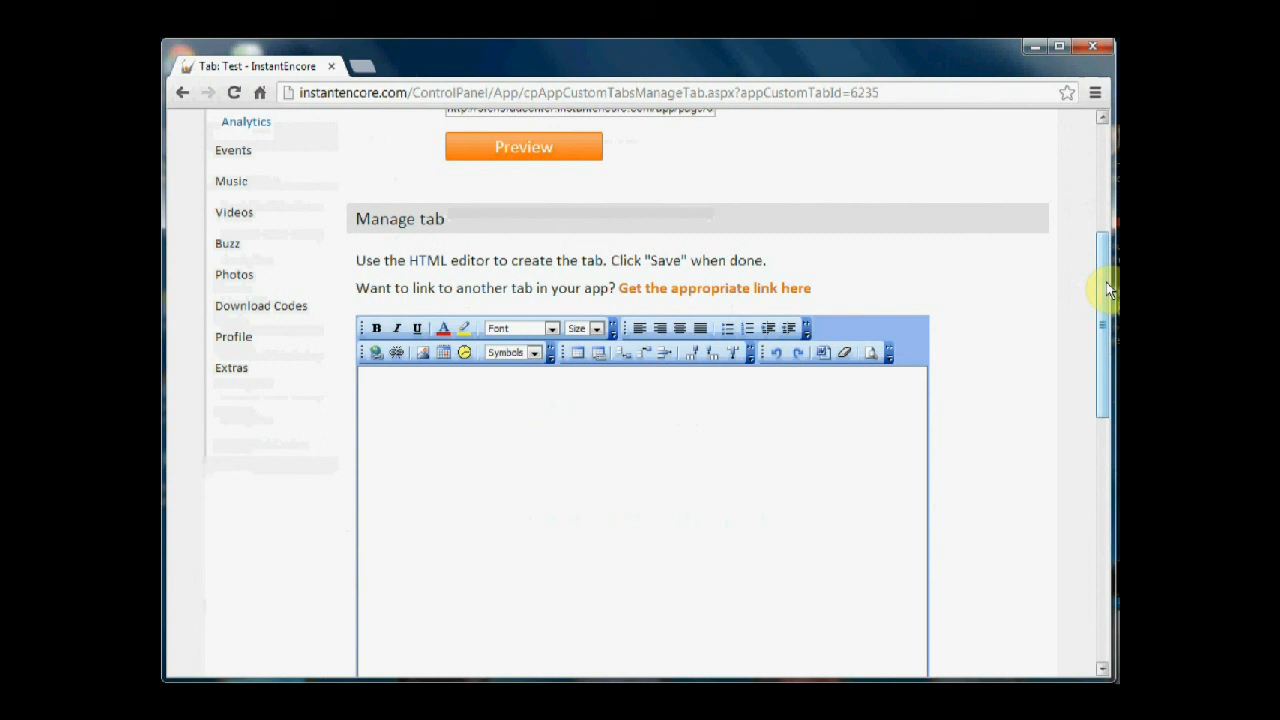 Tab: Test - InstantEncore
instantencore.com/ControlPanel/App/cpAppCustomTabsManageTab.aspx?appCustomTabId=6235
Analytics
Preview
Events
Music
Videos
Buzz
Photos
Download Codes
Profile
Extras
Manage tab
Use the HTML editor to create the tab. Click "Save" when done.
Want to link to another tab in your app? Get the appropriate link here
B I U A Font Size
Symbols